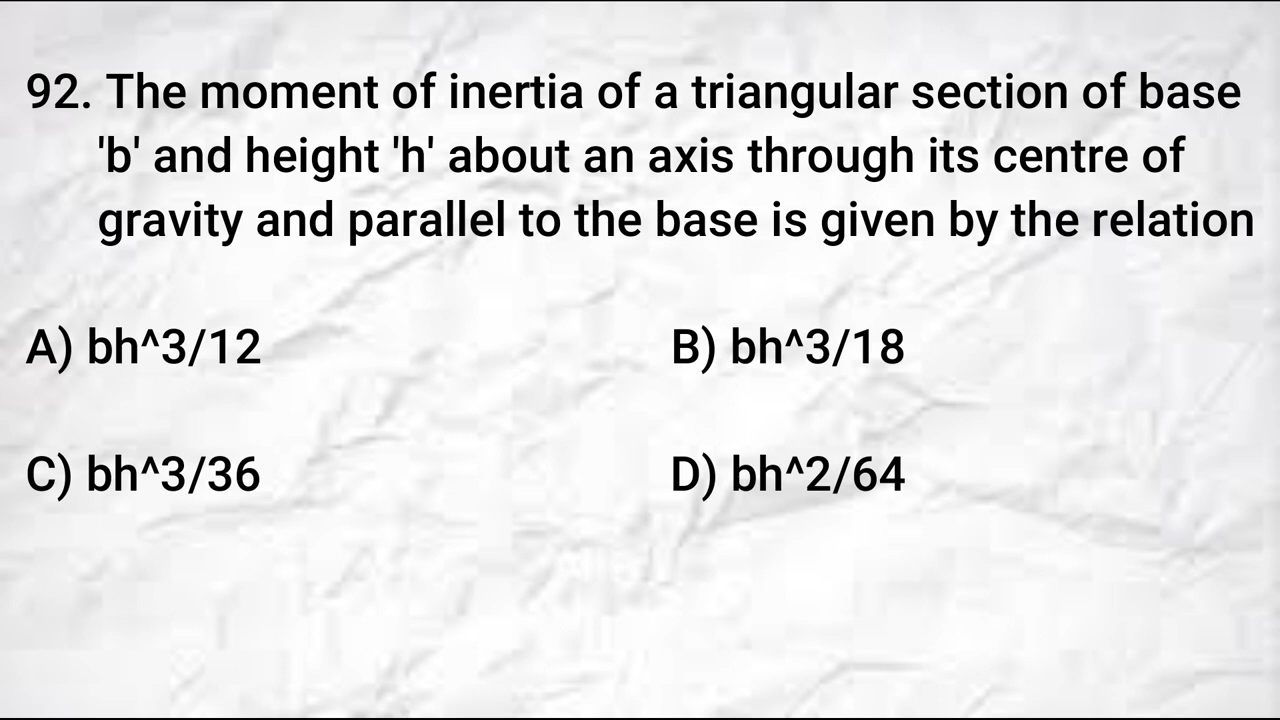 92. The moment of inertia of a triangular section of base
'b' and height 'h' about an axis through its centre of
gravity and parallel to the base is given by the relation
A) bh^3/12
B) bh^3/18
C) bh^3/36
D) bh^2/64